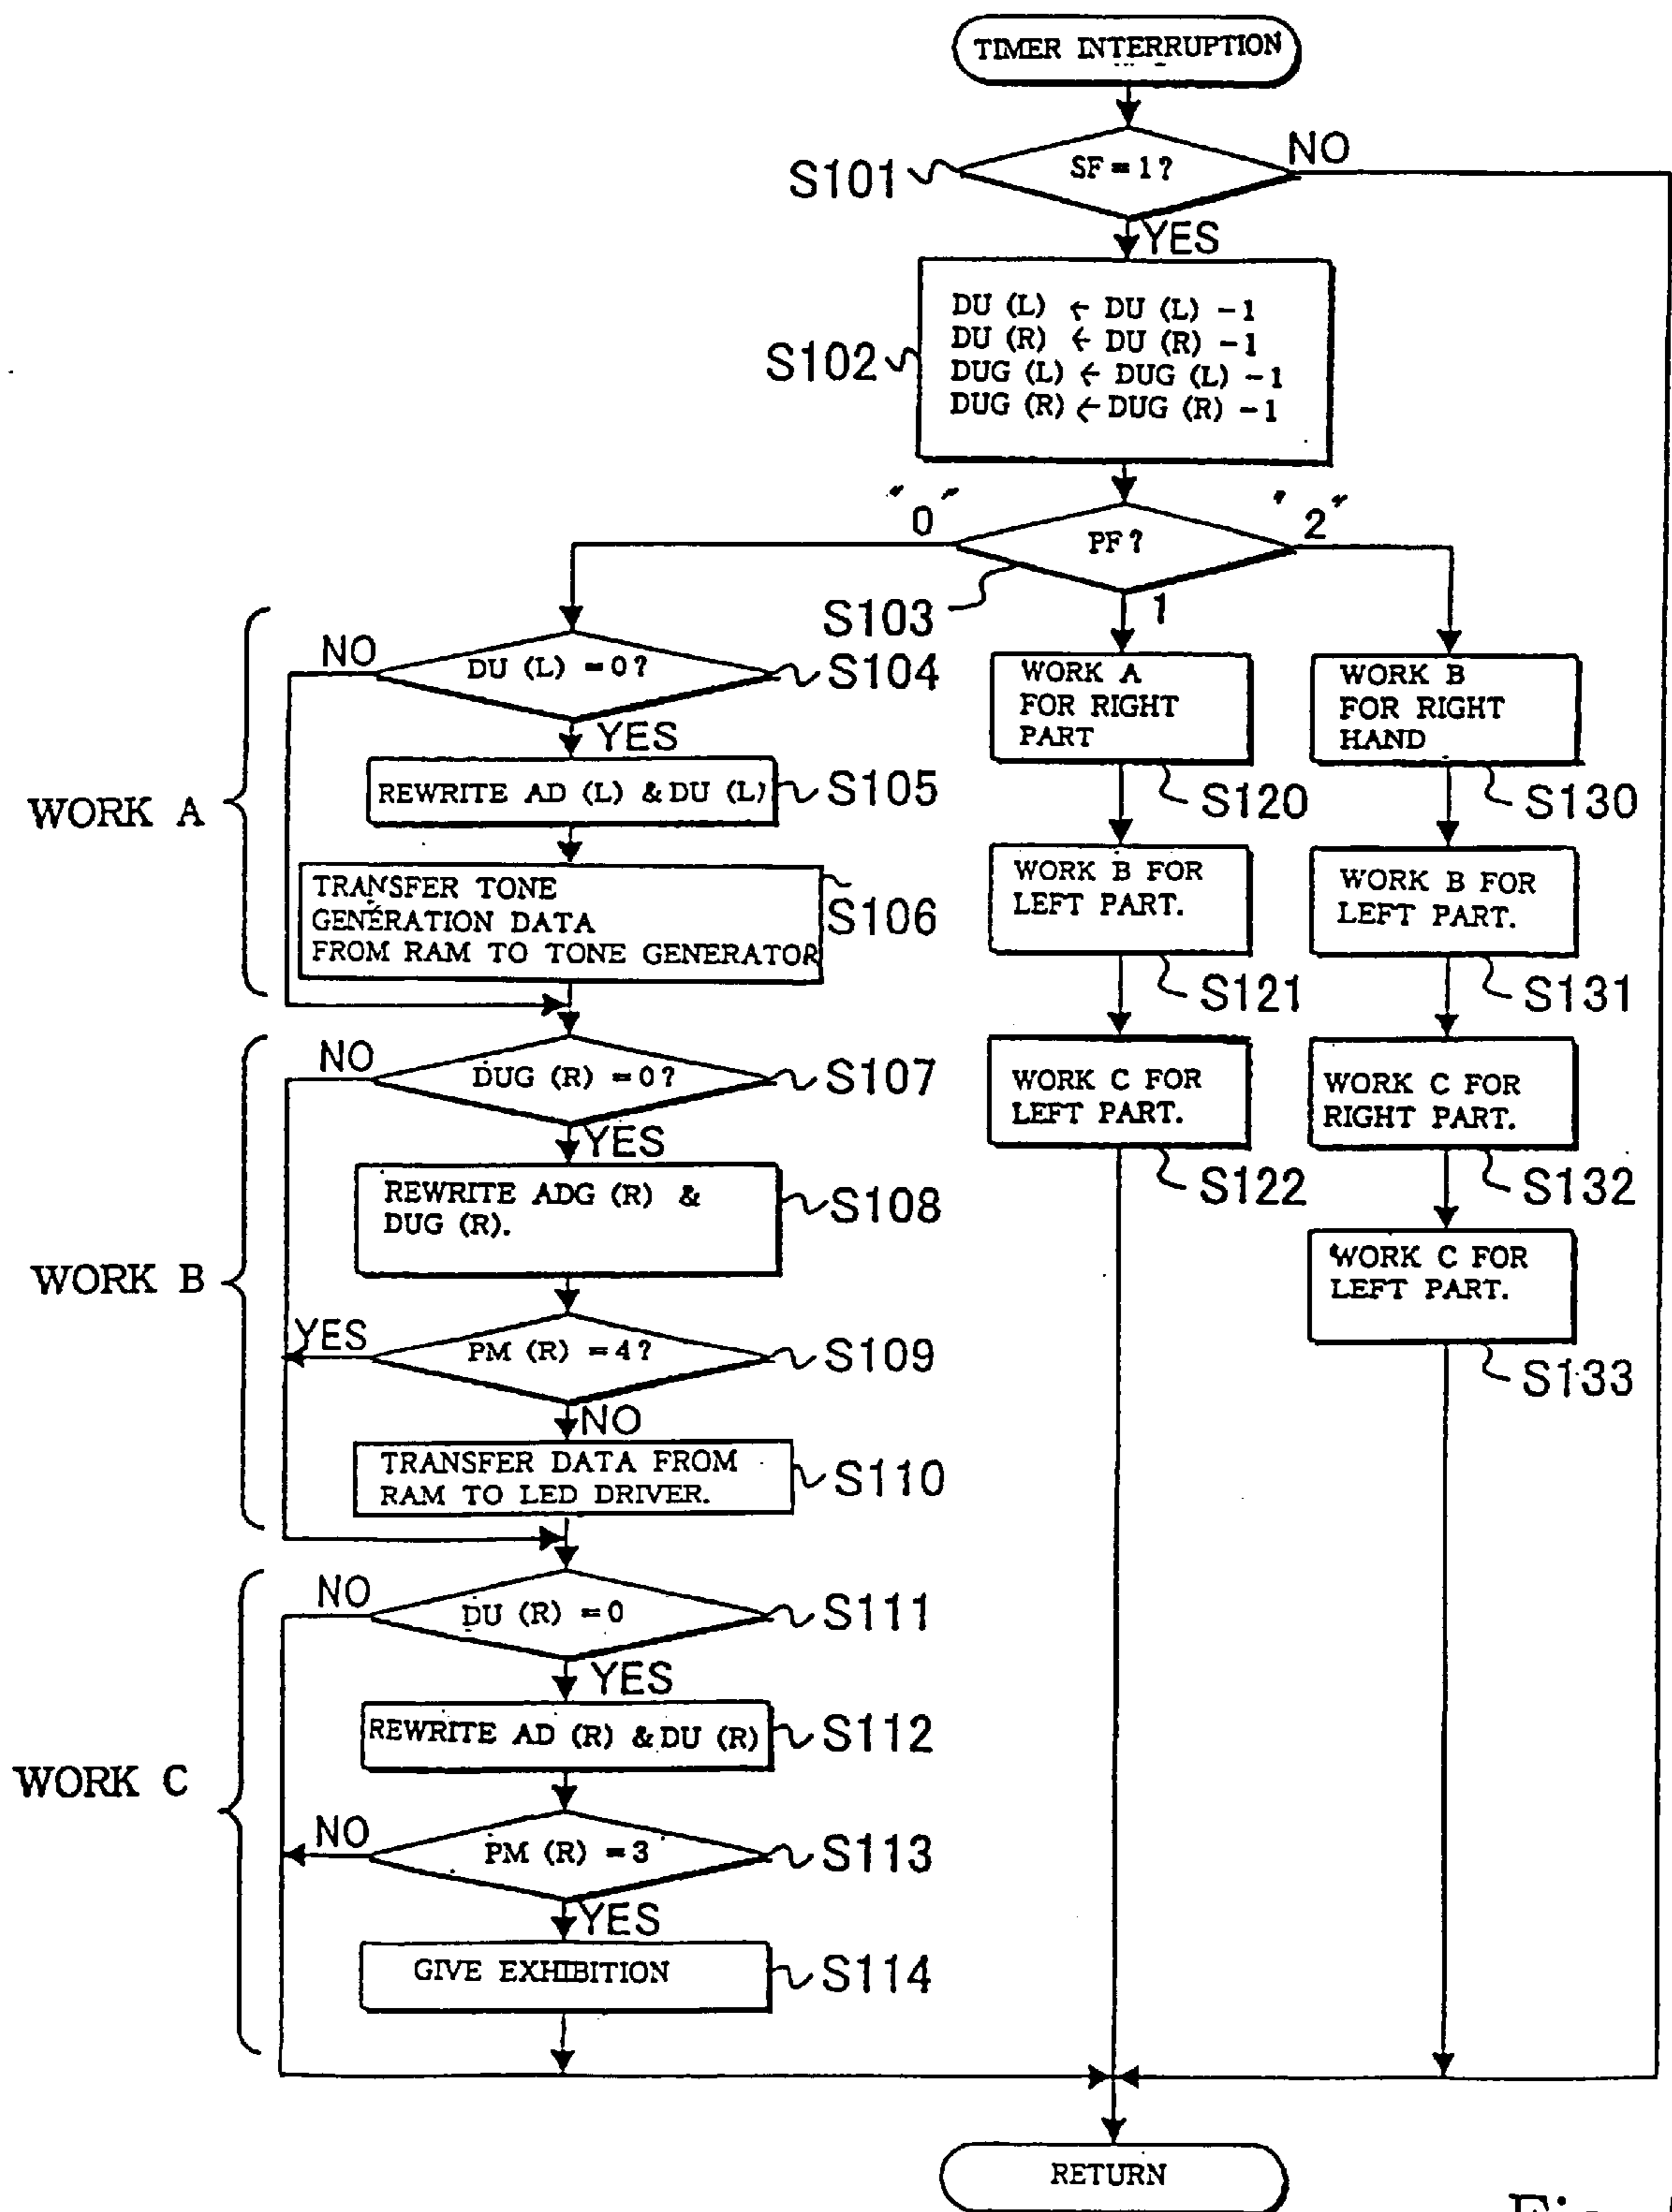 TIMER INTERRUPTION
S101
SF = 1?
NO
YES
S102
DU (L) ← DU (L) -1
DU (R) ← DU (R) -1
DUG (L) ← DUG (L) -1
DUG (R) ← DUG (R) -1
"0"
PF?
"2"
S103
1
WORK A
NO
DU (L) = 0?
S104
YES
REWRITE AD (L) & DU (L)
S105
TRANSFER TONE
GENERATION DATA
FROM RAM TO TONE GENERATOR
S106
WORK A
FOR RIGHT
PART
S120
WORK B FOR
LEFT PART.
S121
WORK C FOR
LEFT PART.
S122
WORK B
FOR RIGHT
HAND
S130
WORK B FOR
LEFT PART.
S131
WORK C FOR
RIGHT PART.
S132
WORK C FOR
LEFT PART.
S133
WORK B
NO
DUG (R) = 0?
S107
YES
REWRITE ADG (R) &
DUG (R).
S108
YES
PM (R) = 4?
S109
NO
TRANSFER DATA FROM
RAM TO LED DRIVER.
S110
WORK C
NO
DU (R) = 0
S111
YES
REWRITE AD (R) & DU (R)
S112
NO
PM (R) = 3
S113
YES
GIVE EXHIBITION
S114
RETURN